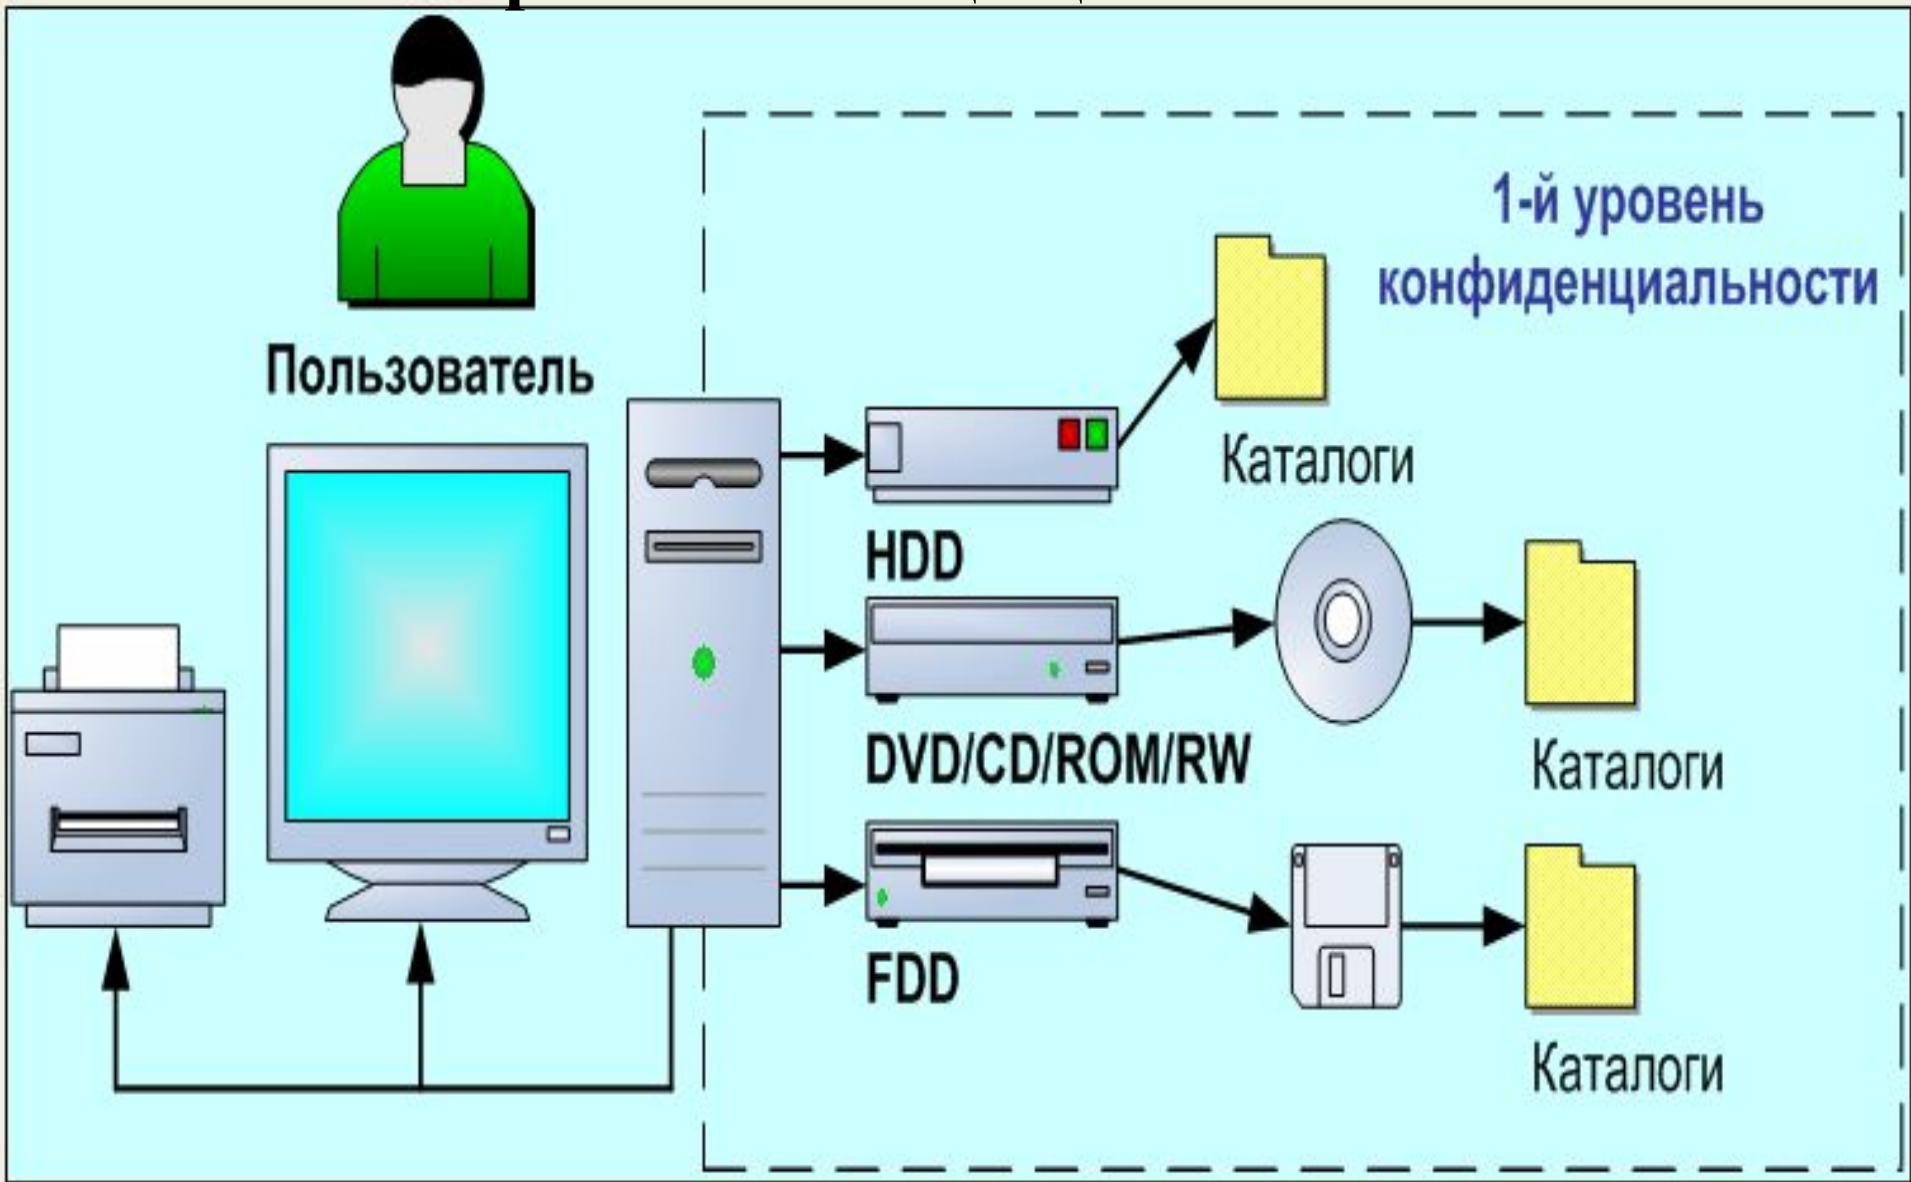 1-й уровень
конфиденциальности
Пользователь
Каталоги
HDD
DVD/CD/ROM/RW
Каталоги
FDD
Каталоги